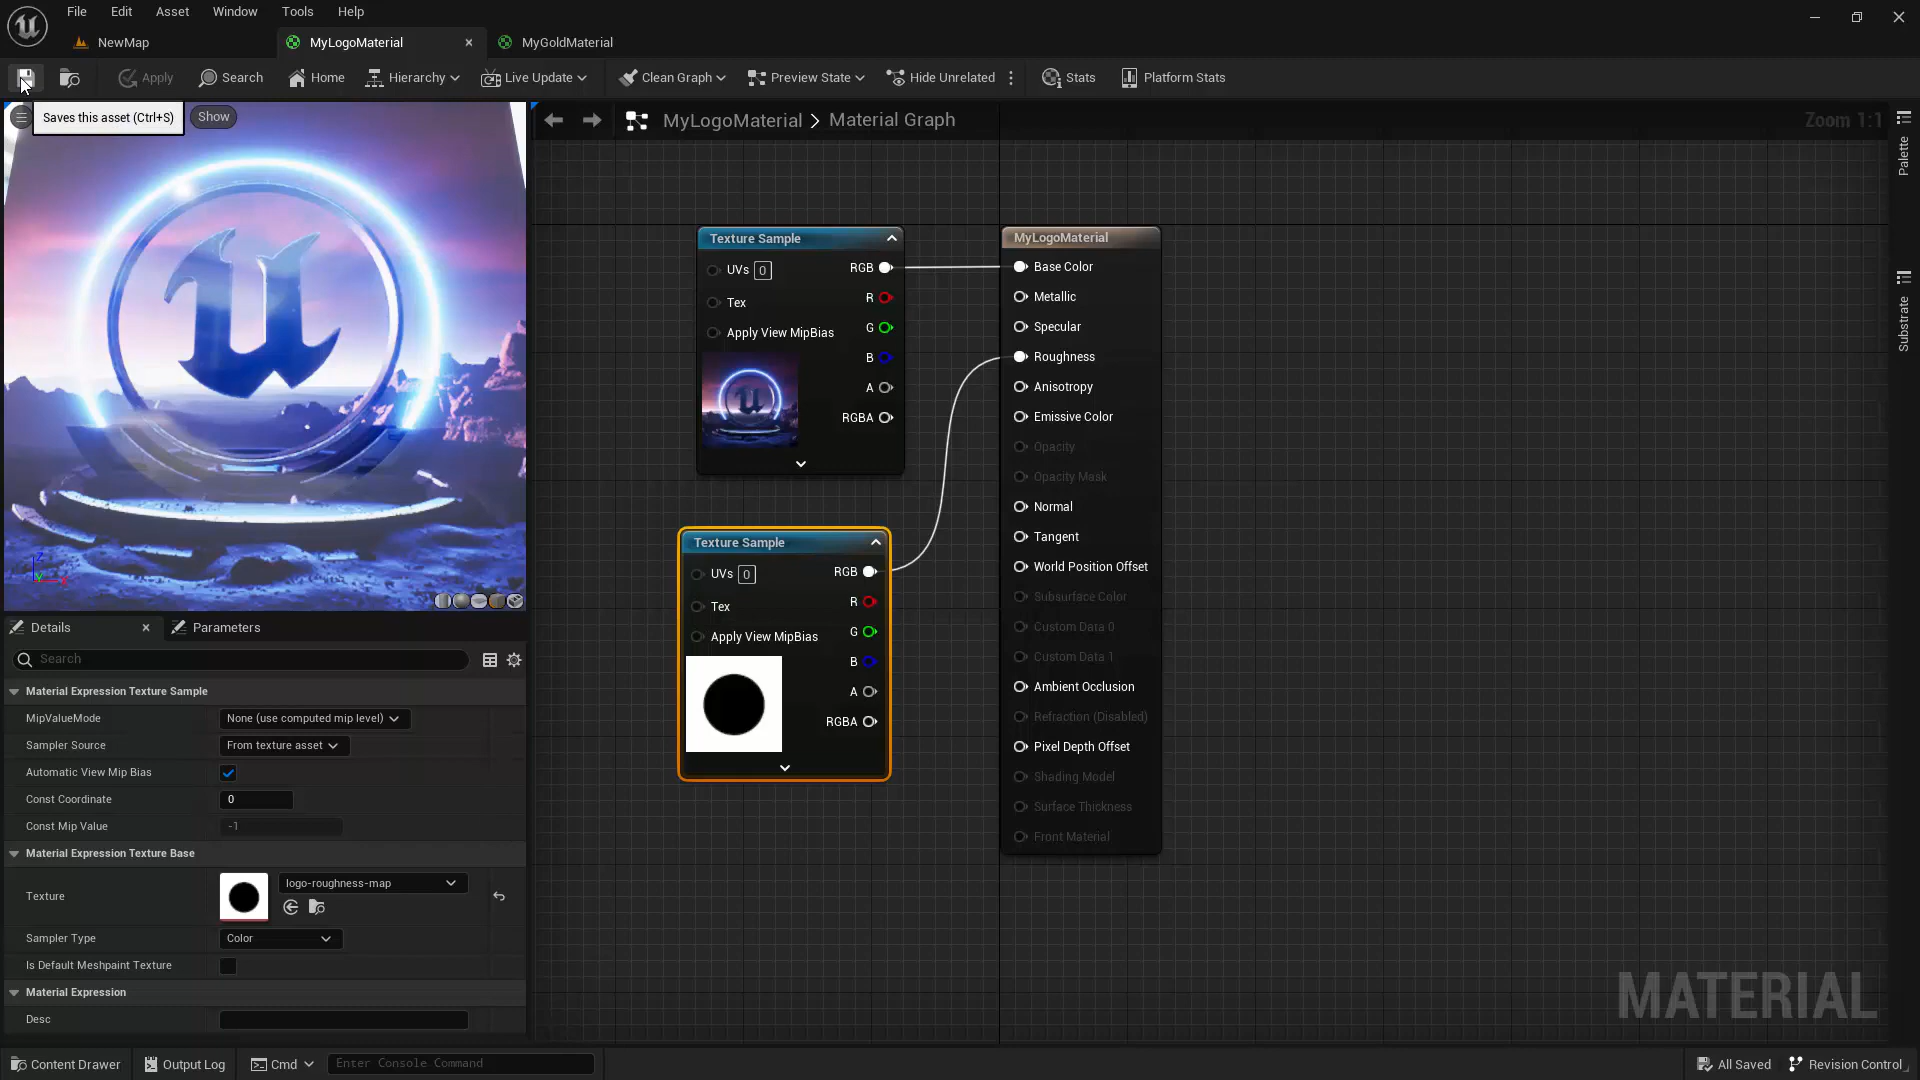 File Edit Asset Window Tools Help
NewMap MyLogoMaterial MyGoldMaterial
Apply Search Home Hierarchy Live Update Clean Graph Preview State Hide Unrelated Stats Platform Stats
Saves this asset (Ctrl+S) Show
MyLogoMaterial > Material Graph
Zoom 1:1
Palette
Substrate
Texture Sample
UVs 0 RGB
Tex R
Apply View MipBias G
B
A
RGBA
Texture Sample
UVs 0 RGB
Tex R
Apply View MipBias G
B
A
RGBA
MyLogoMaterial
Base Color
Metallic
Specular
Roughness
Anisotropy
Emissive Color
Opacity
Opacity Mask
Normal
Tangent
World Position Offset
Subsurface Color
Custom Data 0
Custom Data 1
Ambient Occlusion
Refraction (Disabled)
Pixel Depth Offset
Shading Model
Surface Thickness
Front Material
Z
Y X
Details Parameters
Search
Material Expression Texture Sample
MipValueMode None (use computed mip level)
Sampler Source From texture asset
Automatic View Mip Bias
Const Coordinate 0
Const Mip Value -1
Material Expression Texture Base
Texture logo-roughness-map
Sampler Type Color
Is Default Meshpaint Texture
Material Expression
Desc
MATERIAL
Content Drawer Output Log Cmd Enter Console Command All Saved Revision Control